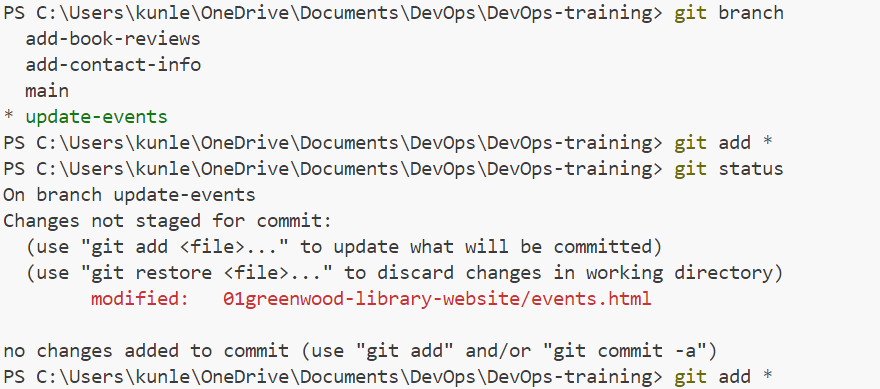 PS C:\Users\kunle\OneDrive\Documents\DevOps\DevOps-training> git branch
  add-book-reviews
  add-contact-info
  main
* update-events
PS C:\Users\kunle\OneDrive\Documents\DevOps\DevOps-training> git add *
PS C:\Users\kunle\OneDrive\Documents\DevOps\DevOps-training> git status
On branch update-events
Changes not staged for commit:
  (use "git add <file>..." to update what will be committed)
  (use "git restore <file>..." to discard changes in working directory)
        modified:   01greenwood-library-website/events.html

no changes added to commit (use "git add" and/or "git commit -a")
PS C:\Users\kunle\OneDrive\Documents\DevOps\DevOps-training> git add *